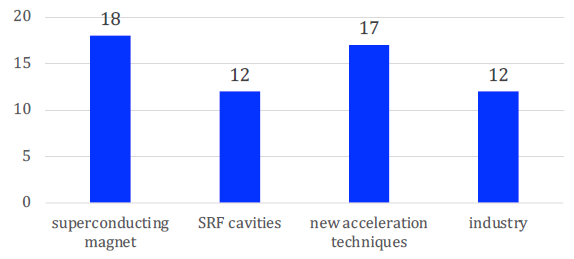 20
18
17
15
12
12
10
5
0
superconducting
magnet
SRF cavities
new acceleration
techniques
industry